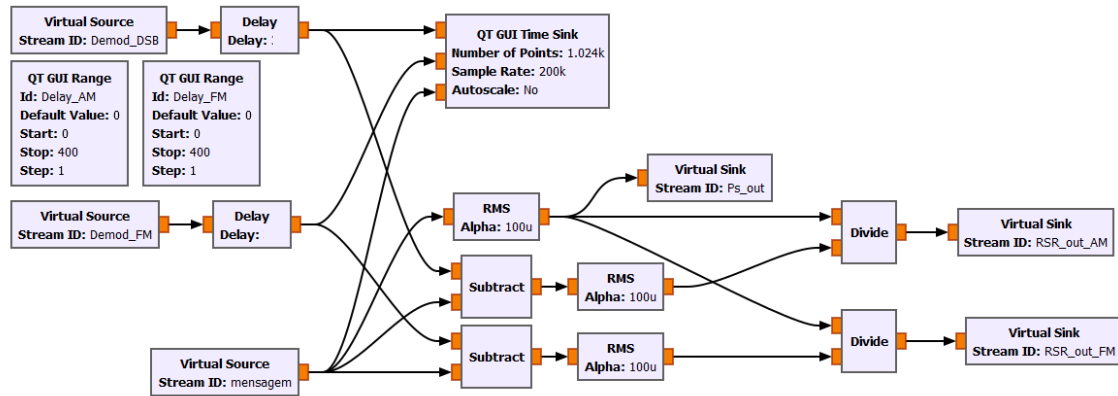 Virtual Source
Stream ID: Demod_DSB
Delay
Delay:
QT GUI Time Sink
Number of Points: 1.024k
Sample Rate: 200k
Autoscale: No
QT GUI Range
Id: Delay_AM
Default Value: 0
Start: 0
Stop: 400
Step: 1
QT GUI Range
Id: Delay_FM
Default Value: 0
Start: 0
Stop: 400
Step: 1
Virtual Sink
Stream ID: Ps_out
Virtual Source
Stream ID: Demod_FM
Delay
Delay:
RMS
Alpha: 100u
Divide
Virtual Sink
Stream ID: RSR_out_AM
Subtract
RMS
Alpha: 100u
Subtract
RMS
Alpha: 100u
Divide
Virtual Sink
Stream ID: RSR_out_FM
Virtual Source
Stream ID: mensagem